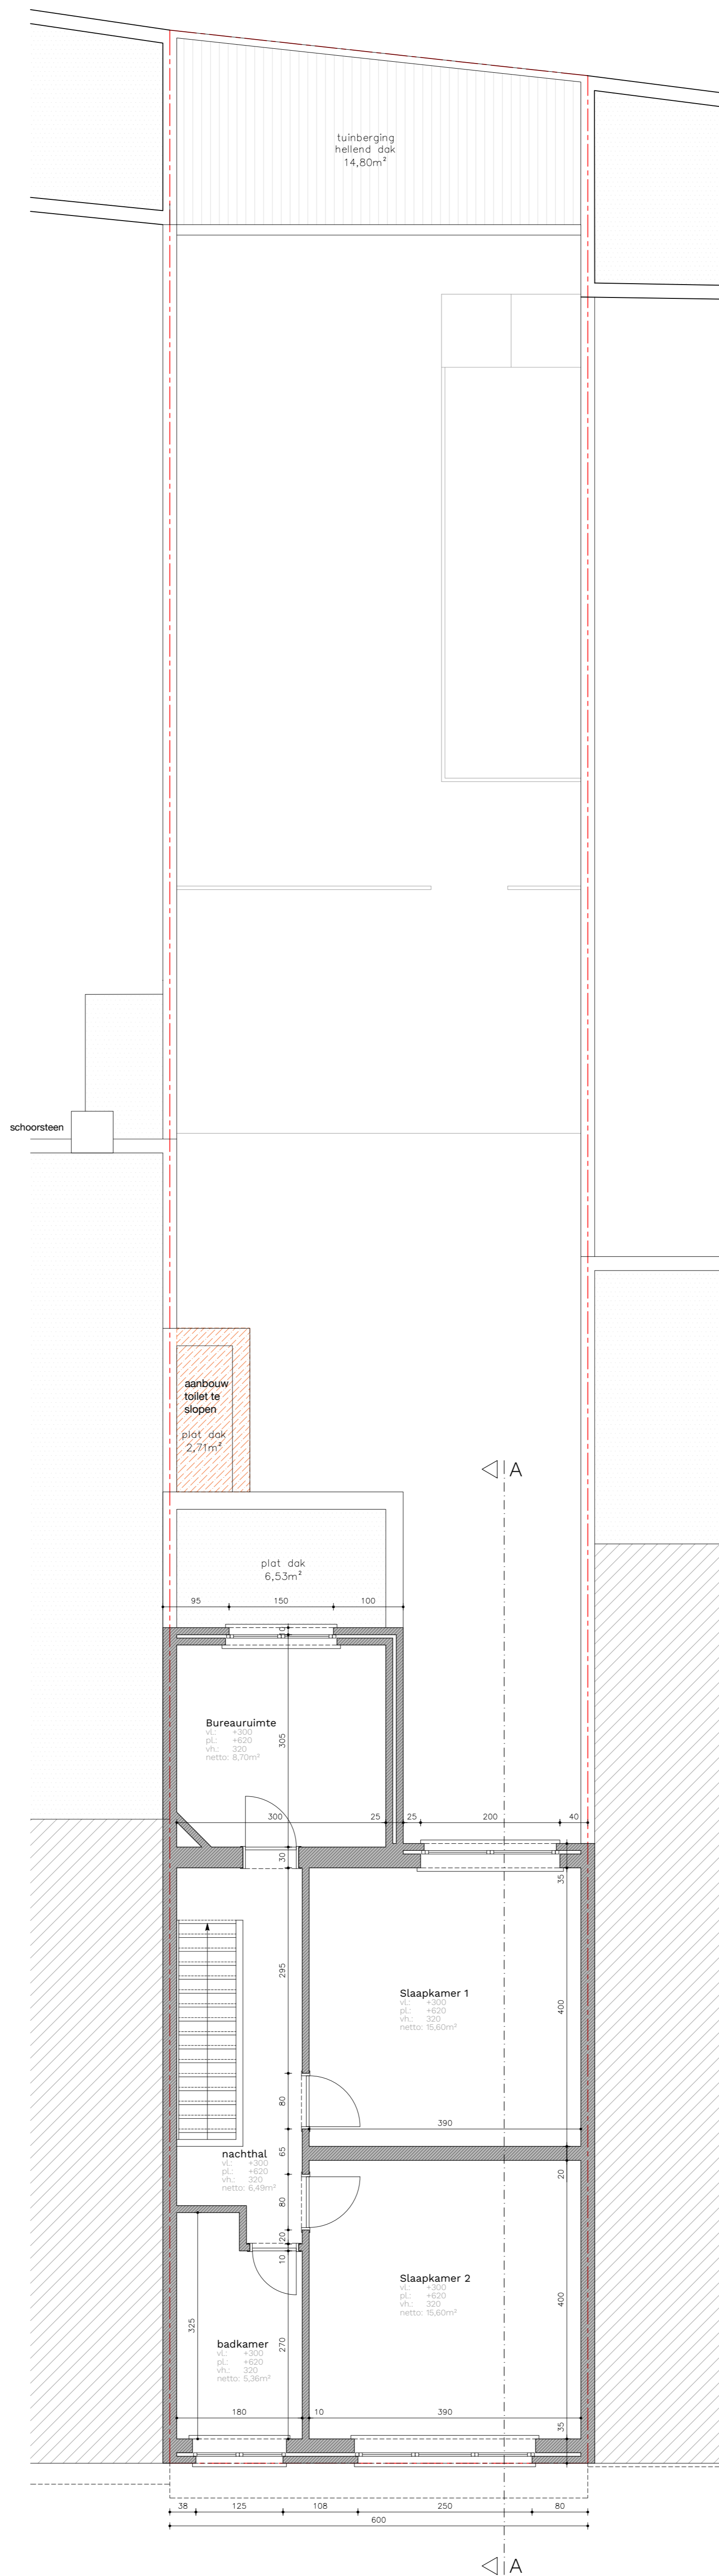 tuinberging
hellend dak
14,80m²
schoorsteen
aanbouw
toilet te
slopen
plat dak
2,71m²
A
plat dak
6,53m²
95
150
100
10
Bureauruimte
vl.: +300
pl.: +620
vh.: 320
netto: 8,70m²
305
300
25
25
200
40
30
35
295
Slaapkamer 1
vl.: +300
pl.: +620
vh.: 320
netto: 15,60m²
400
80
390
65
nachthal
vl.: +300
pl.: +620
vh.: 320
netto: 6,49m²
20
80
20
10
Slaapkamer 2
vl.: +300
pl.: +620
vh.: 320
netto: 15,60m²
400
325
270
badkamer
vl.: +300
pl.: +620
vh.: 320
netto: 5,36m²
180
10
390
35
38
125
108
250
80
600
A